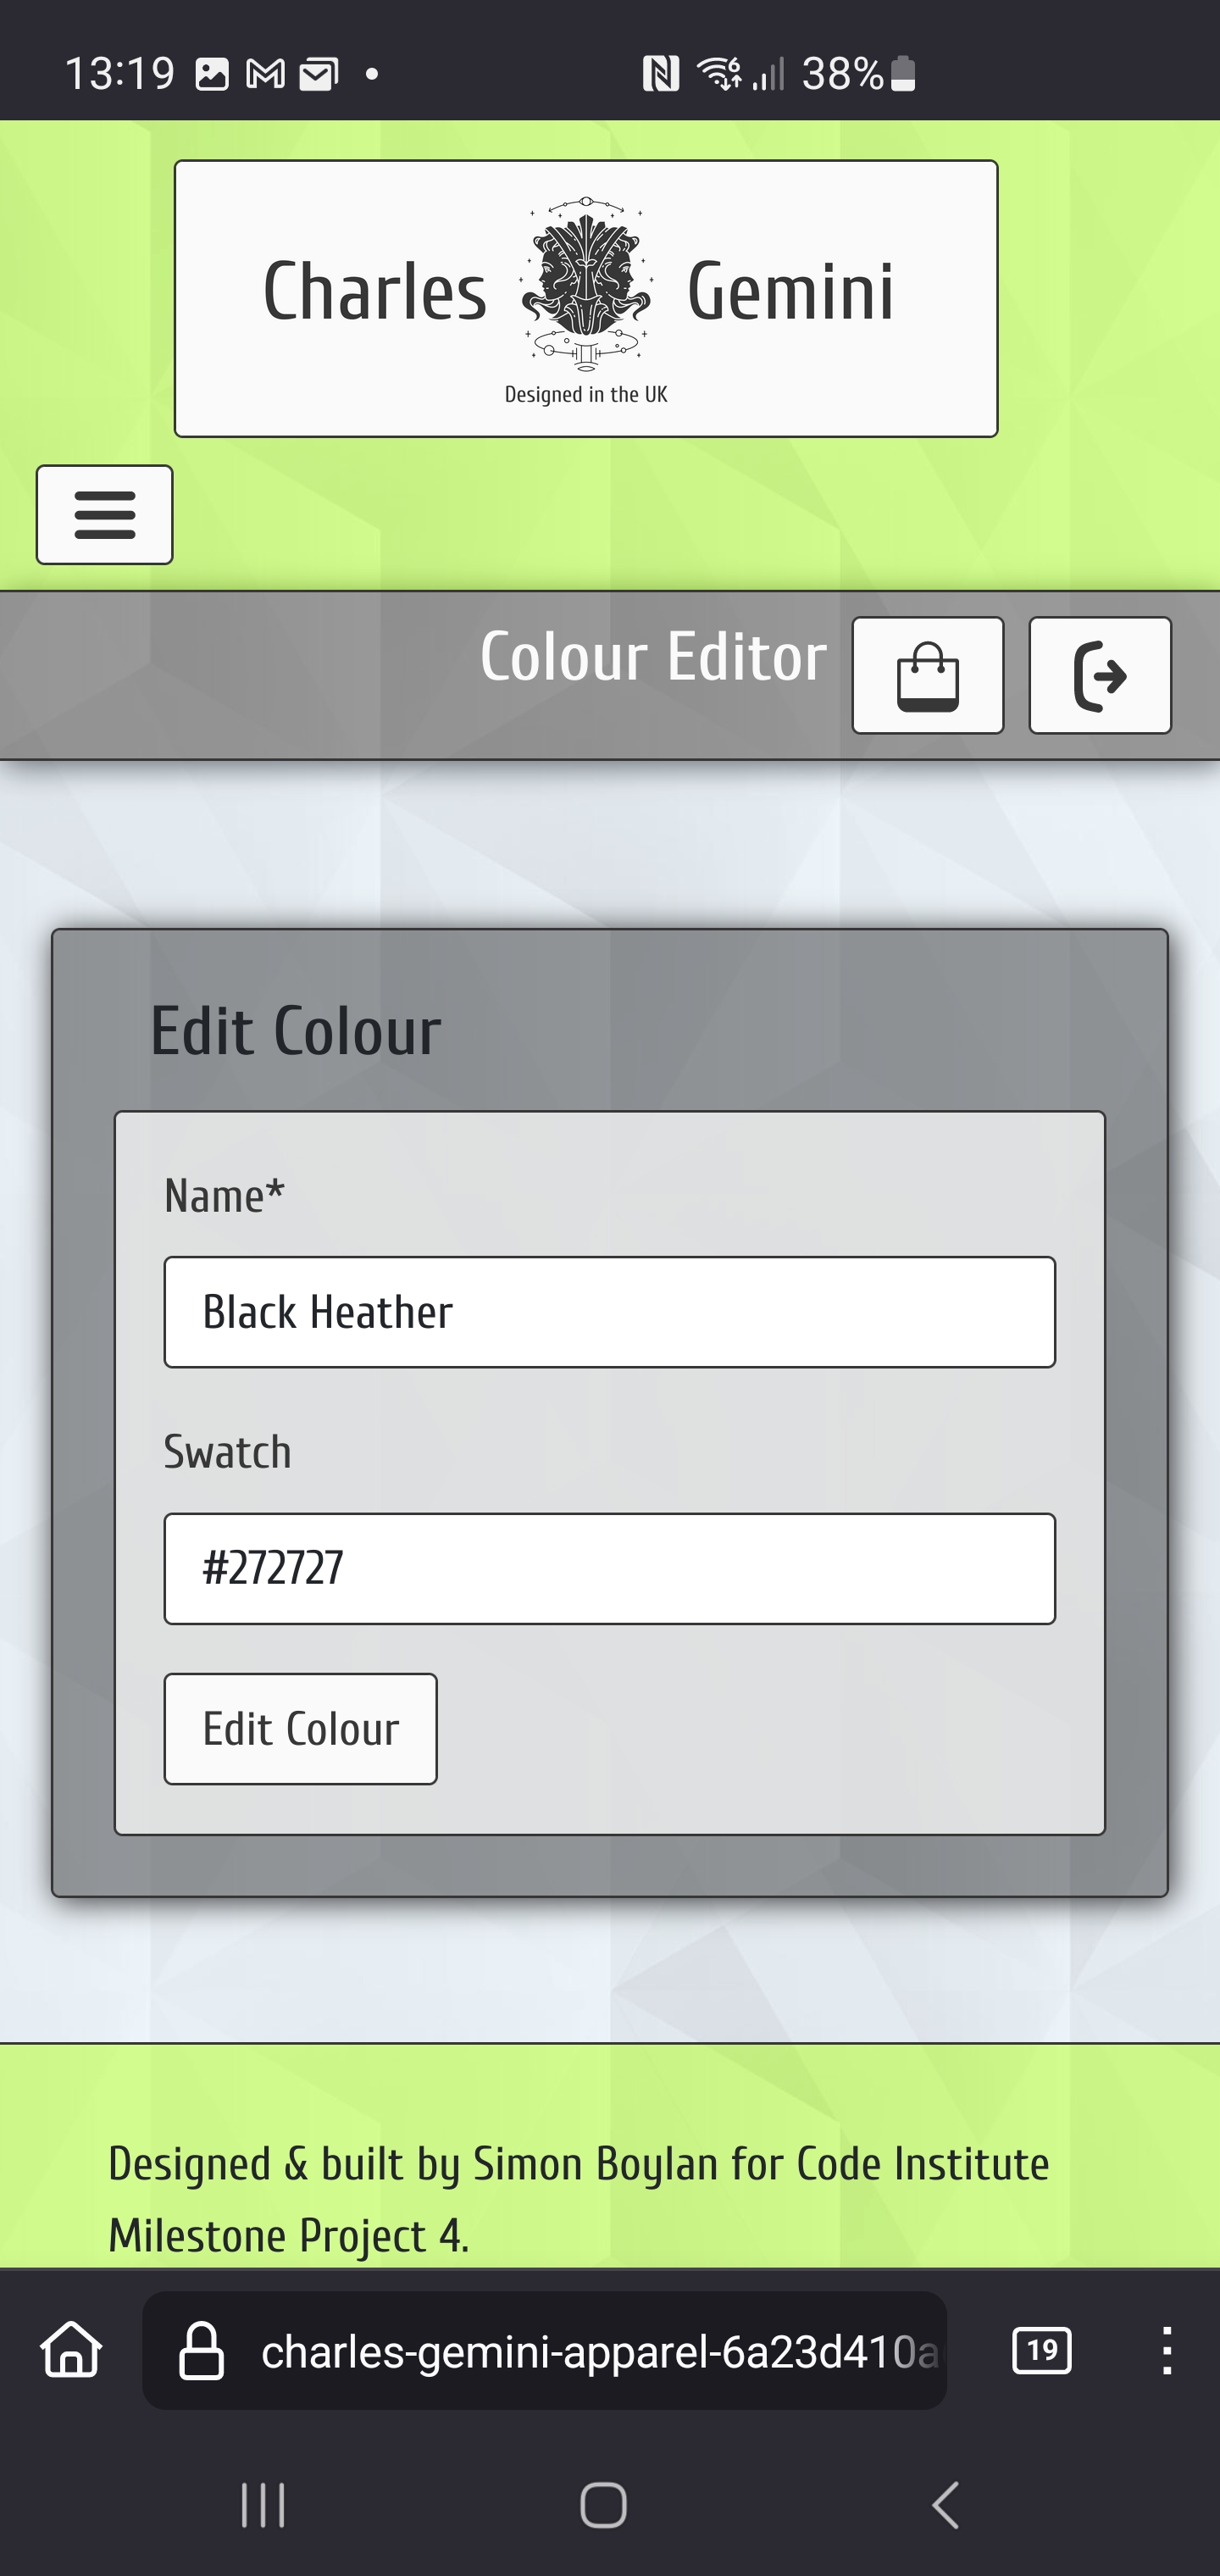 13:19
6
38%
Charles Gemini
Designed in the UK
Colour Editor
Edit Colour
Name*
Black Heather
Swatch
#272727
Edit Colour
Designed & built by Simon Boylan for Code Institute
Milestone Project 4.
charles-gemini-apparel-6a23d410a
19